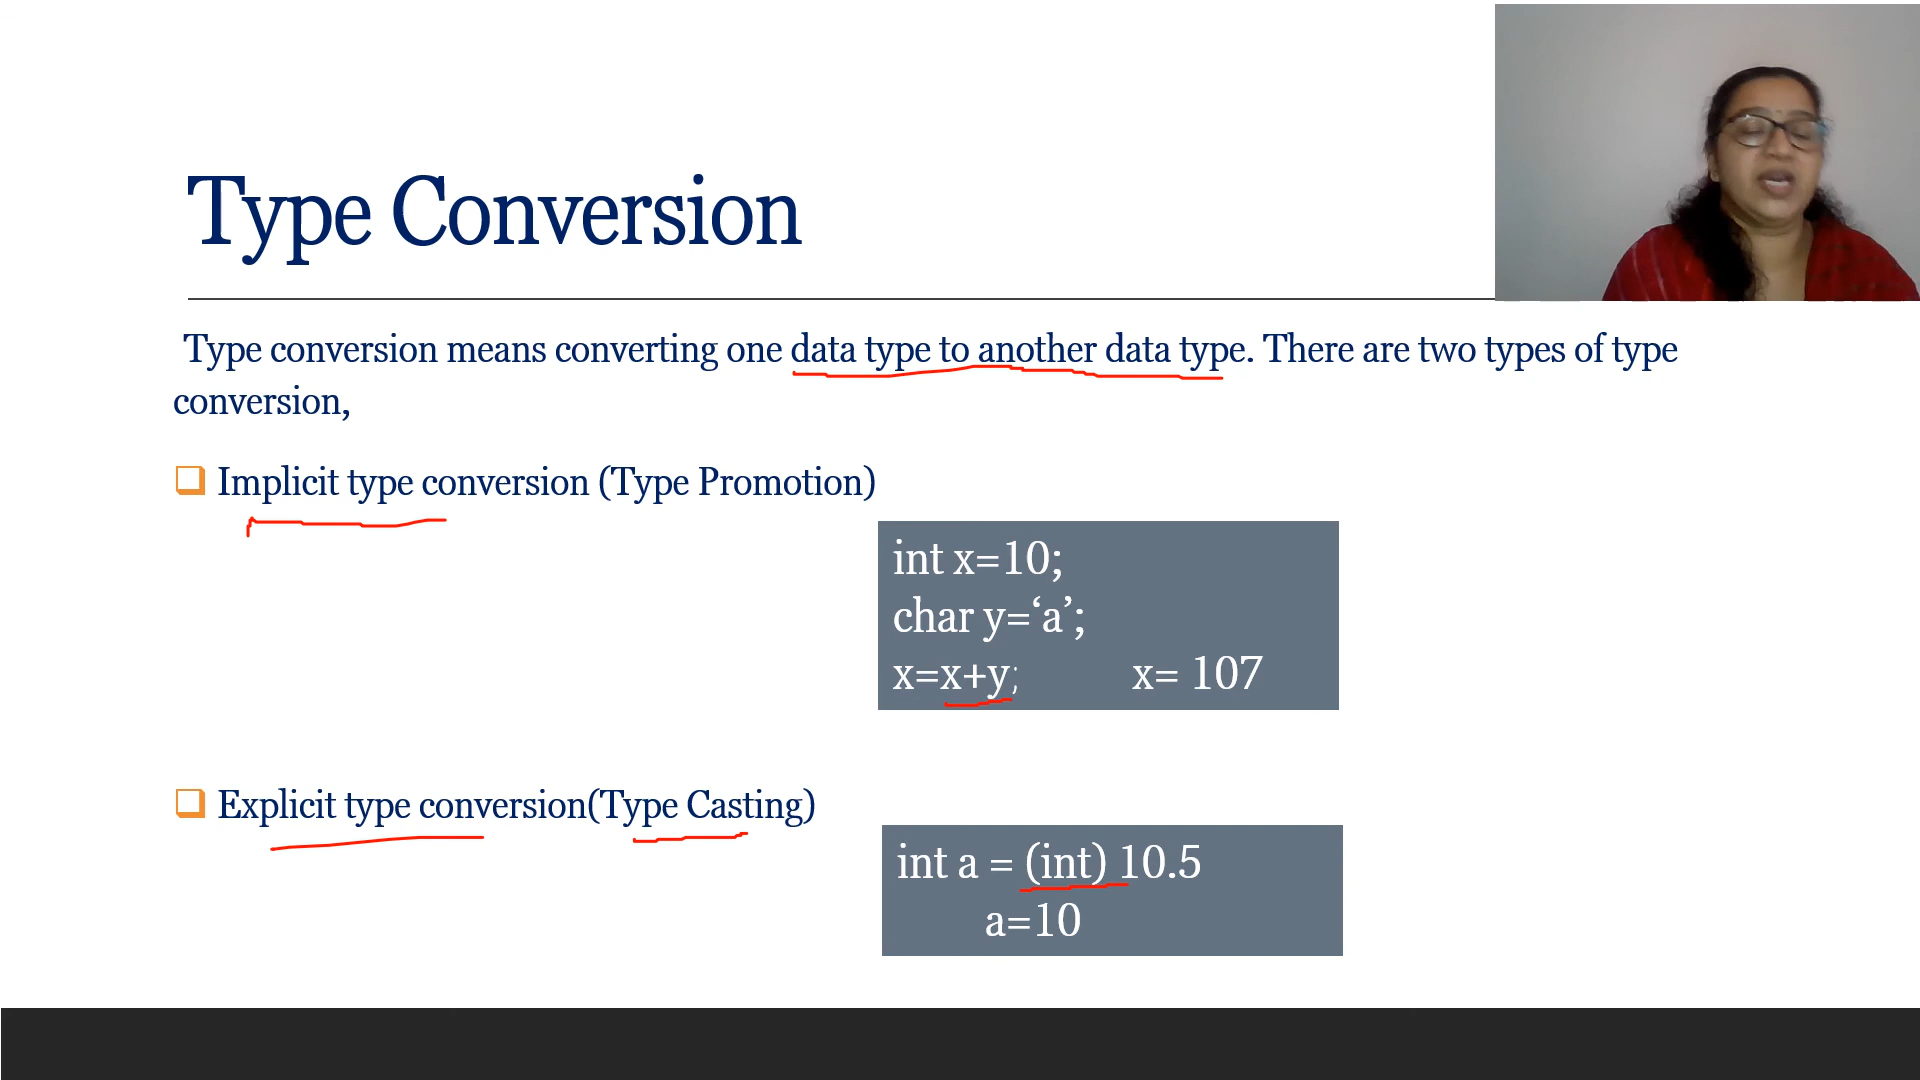 Type Conversion
Type conversion means converting one data type to another data type. There are two types of type
conversion,
Implicit type conversion (Type Promotion)
int x=10;
char y=‘a’;
x=x+y; x= 107
Explicit type conversion(Type Casting)
int a = (int) 10.5
a=10